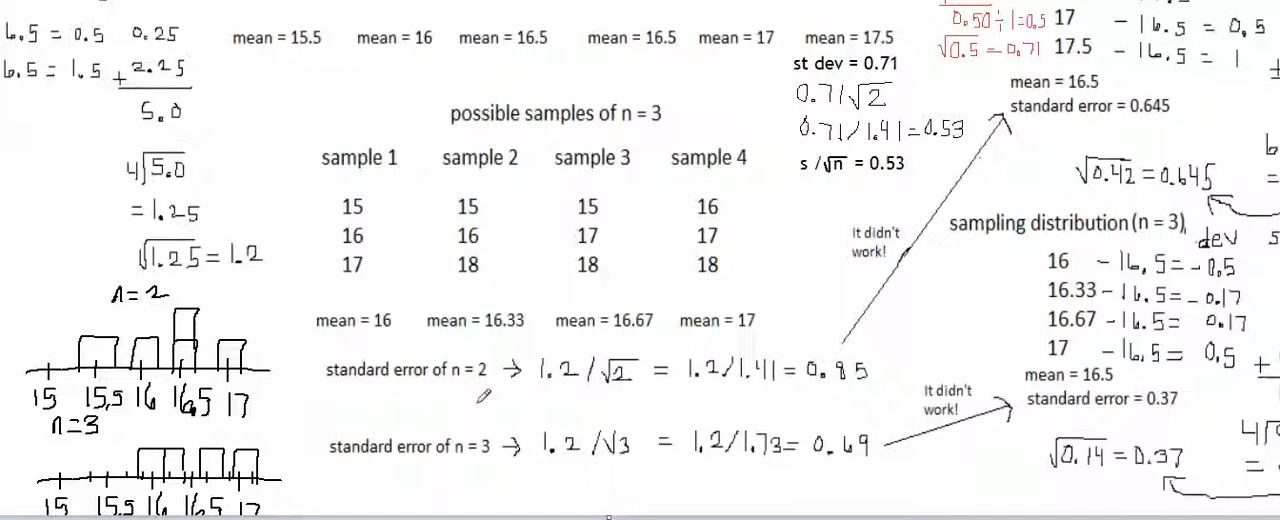 6.5 = 0.5 0.25
6.5 = 1.5 + 2.25
5.0
4√5.0
= 1.25
√1.25 = 1.2
n = 2
15 15.5 16 16.5 17
n=3
15 15.5 16 16.5 17
mean = 15.5 mean = 16 mean = 16.5 mean = 16.5 mean = 17 mean = 17.5
st dev = 0.71
0.71/√2
0.71/1.41 = 0.53
s /√n = 0.53
possible samples of n = 3
sample 1 sample 2 sample 3 sample 4
15 15 15 16
16 16 17 17
17 18 18 18
mean = 16 mean = 16.33 mean = 16.67 mean = 17
standard error of n = 2 → 1.2 /√2 = 1.2/1.41 = 0.85
standard error of n = 3 → 1.2 /√3 = 1.2/1.73 = 0.69
It didn't
work!
It didn't
work!
0.50 ÷ 1 = 0.5
√0.5 = 0.71
17 - 16.5 = 0.5
17.5 - 16.5 = 1 +
mean = 16.5
standard error = 0.645
√0.42 = 0.645
=
sampling distribution (n = 3)
dev s
16 - 16.5 = - 0.5
16.33 - 16.5 = - 0.17
16.67 - 16.5 = 0.17
17 - 16.5 = 0.5 +
mean = 16.5
standard error = 0.37
√0.14 = 0.37
4√
=